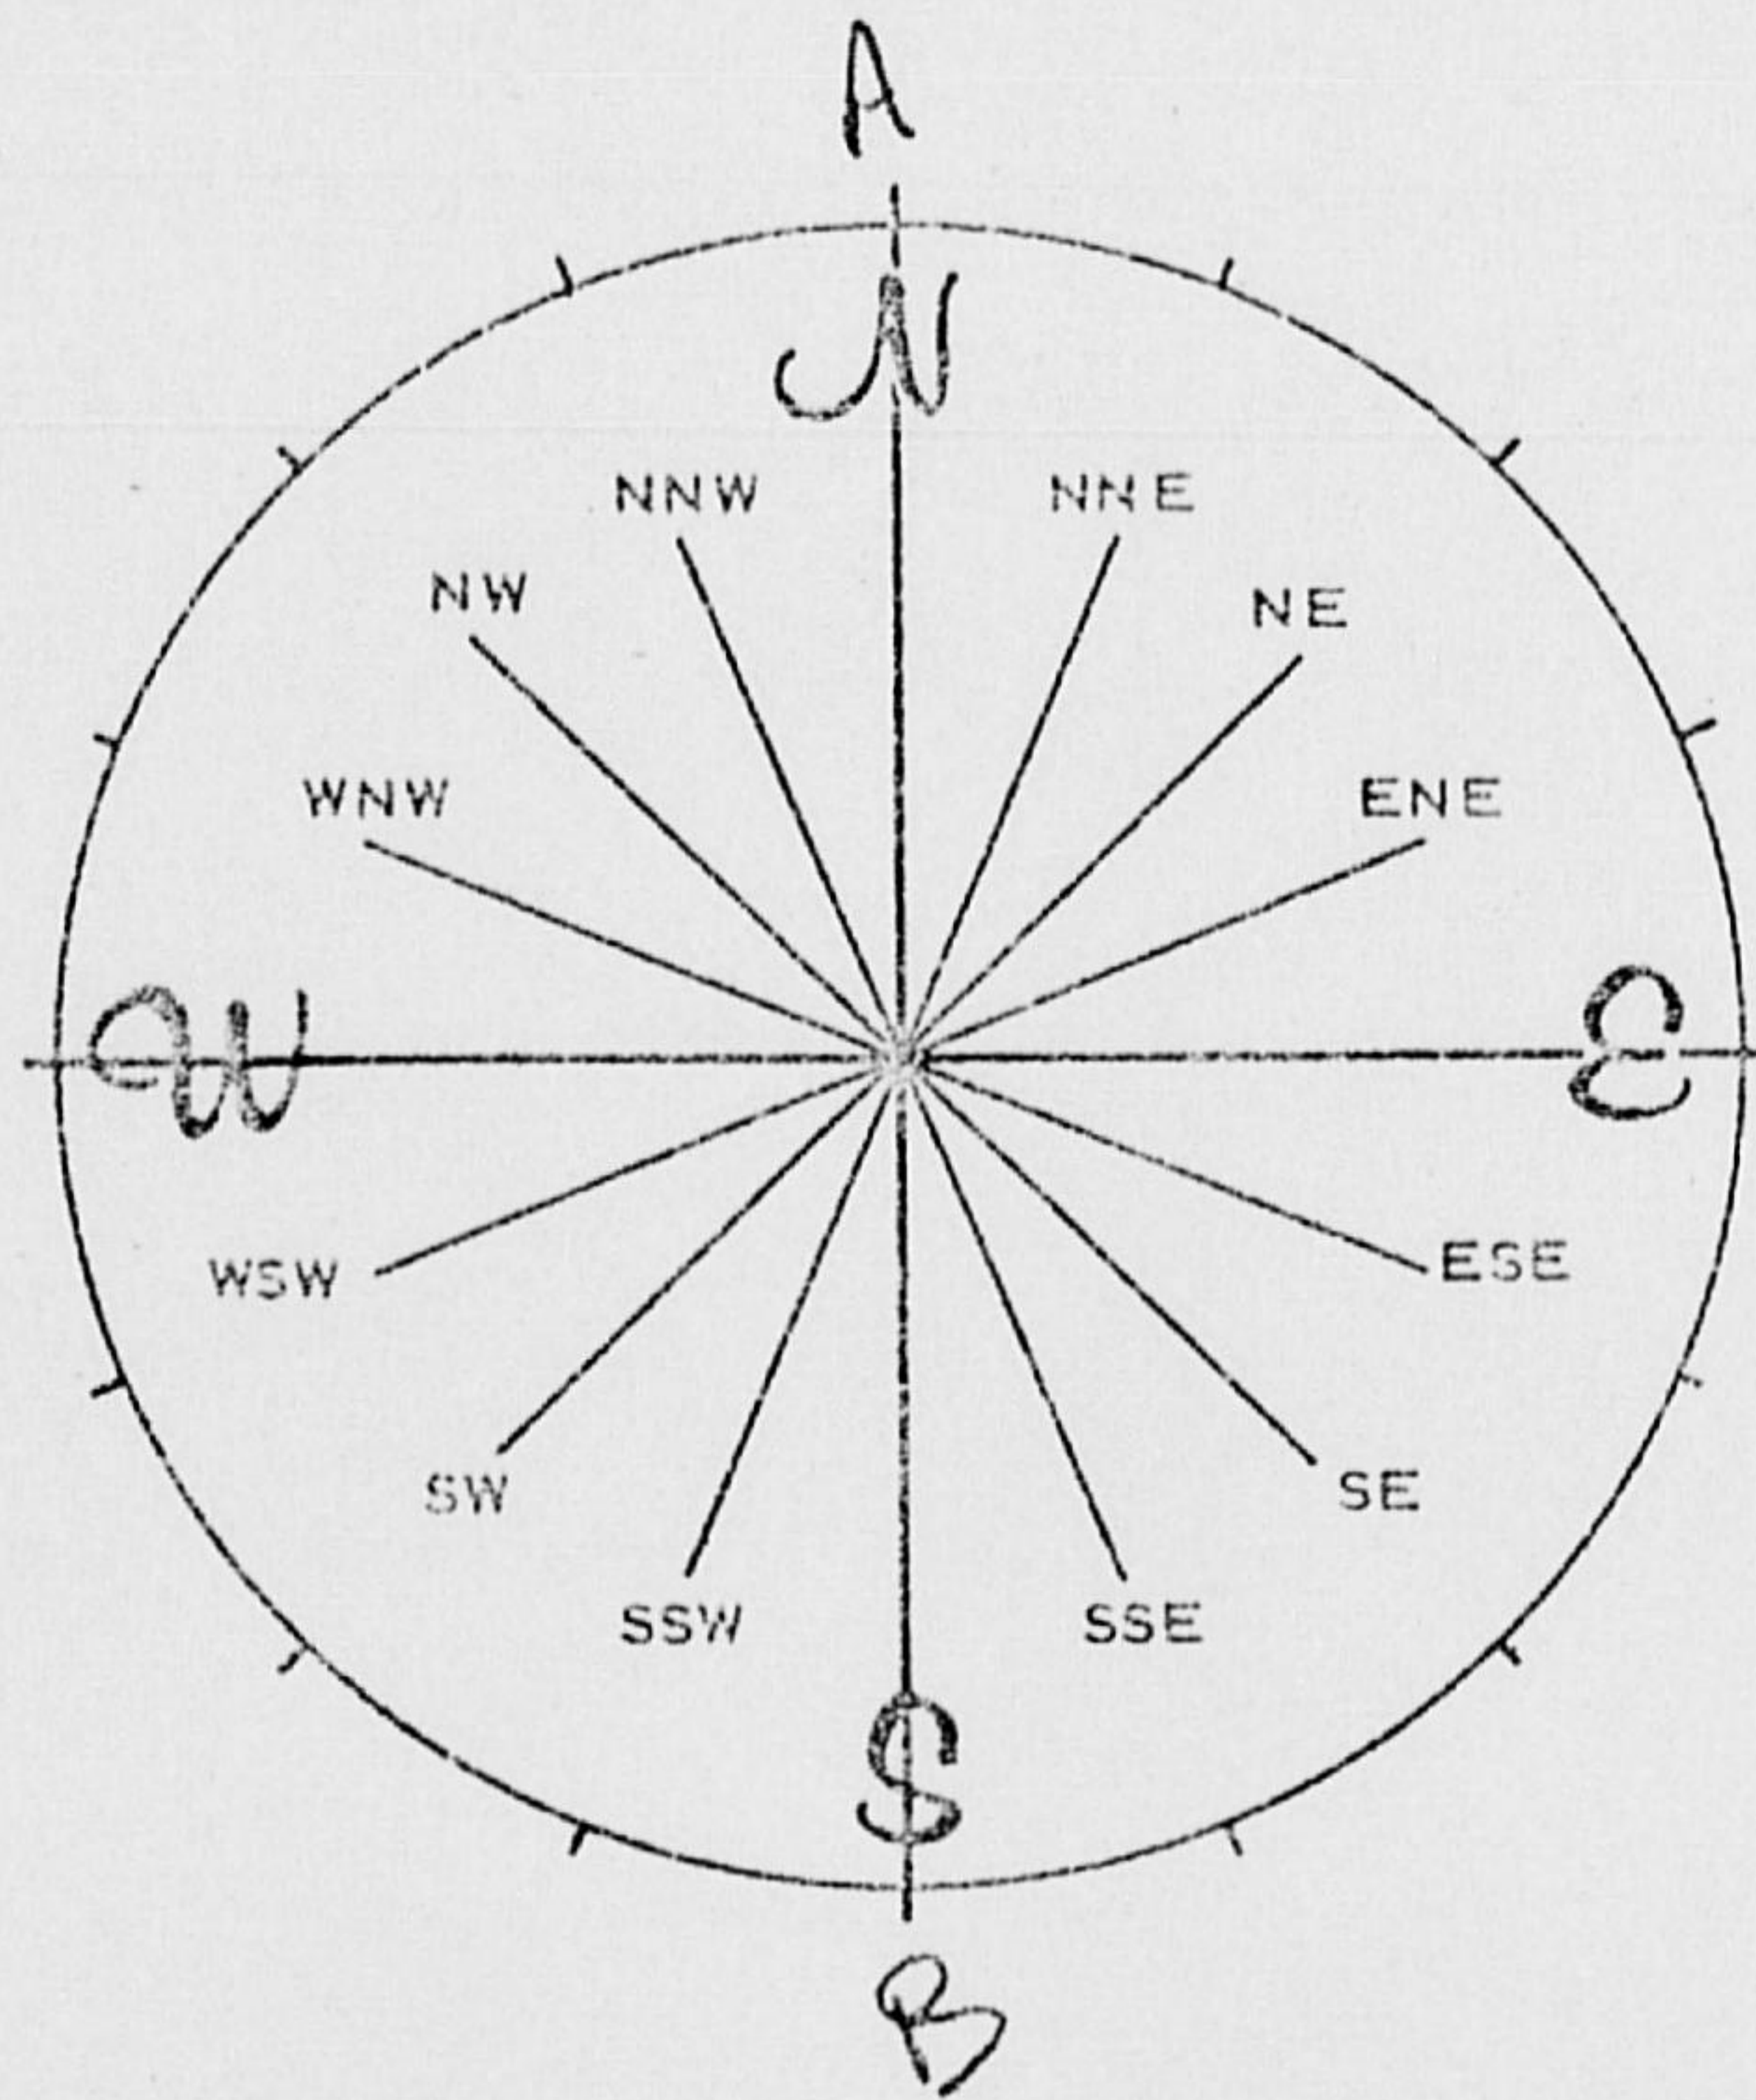 A
N
NNW NNE
NW NE
WNW ENE
W E
WSW ESE
SW SE
SSW SSE
S
B